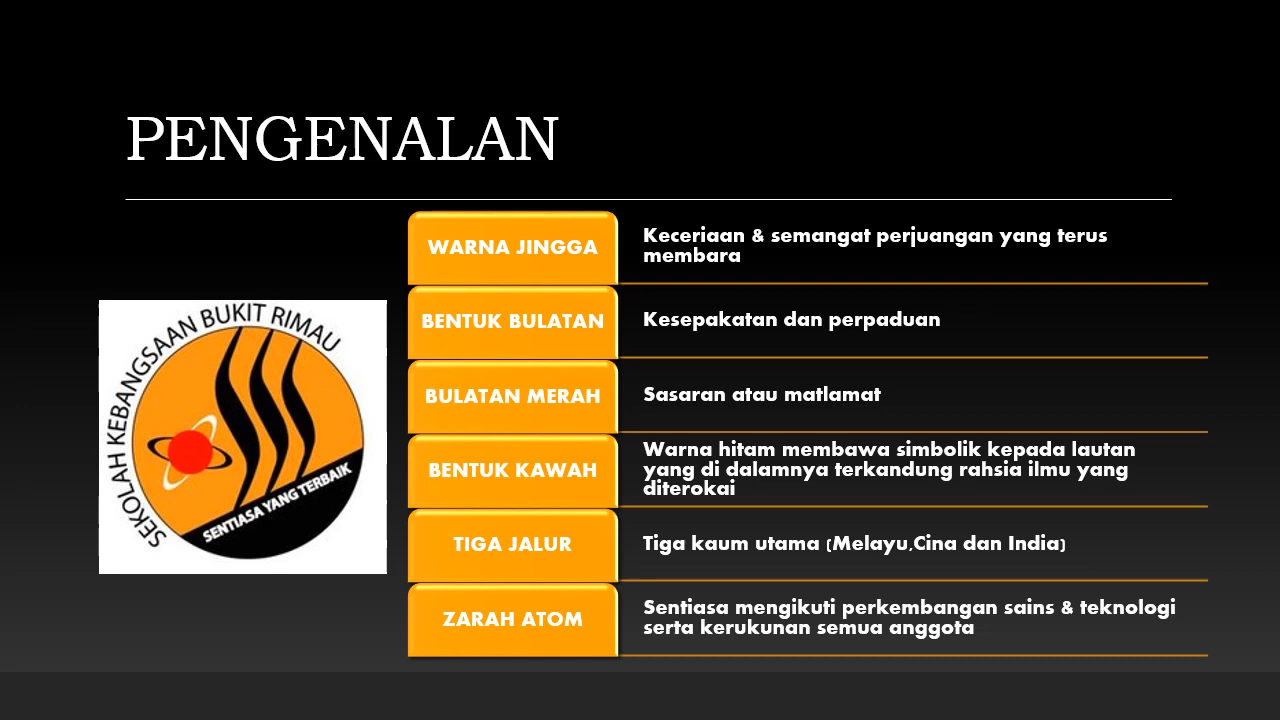 PENGENALAN
SEKOLAH KEBANGSAAN BUKIT RIMAU
SENTIASA YANG TERBAIK
WARNA JINGGA
Keceriaan & semangat perjuangan yang terus
membara
BENTUK BULATAN
Kesepakatan dan perpaduan
BULATAN MERAH
Sasaran atau matlamat
BENTUK KAWAH
Warna hitam membawa simbolik kepada lautan
yang di dalamnya terkandung rahsia ilmu yang
diterokai
TIGA JALUR
Tiga kaum utama (Melayu,Cina dan India)
ZARAH ATOM
Sentiasa mengikuti perkembangan sains & teknologi
serta kerukunan semua anggota